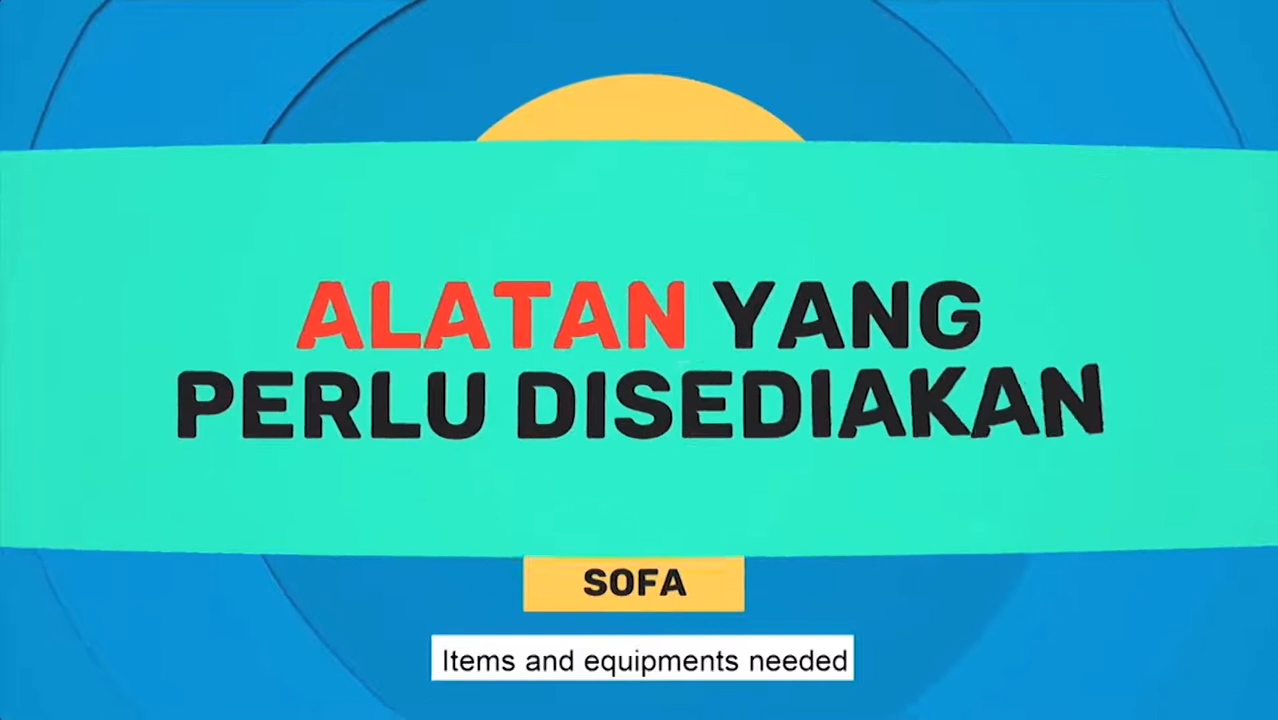 ALATAN YANG
PERLU DISEDIAKAN
SOFA
Items and equipments needed